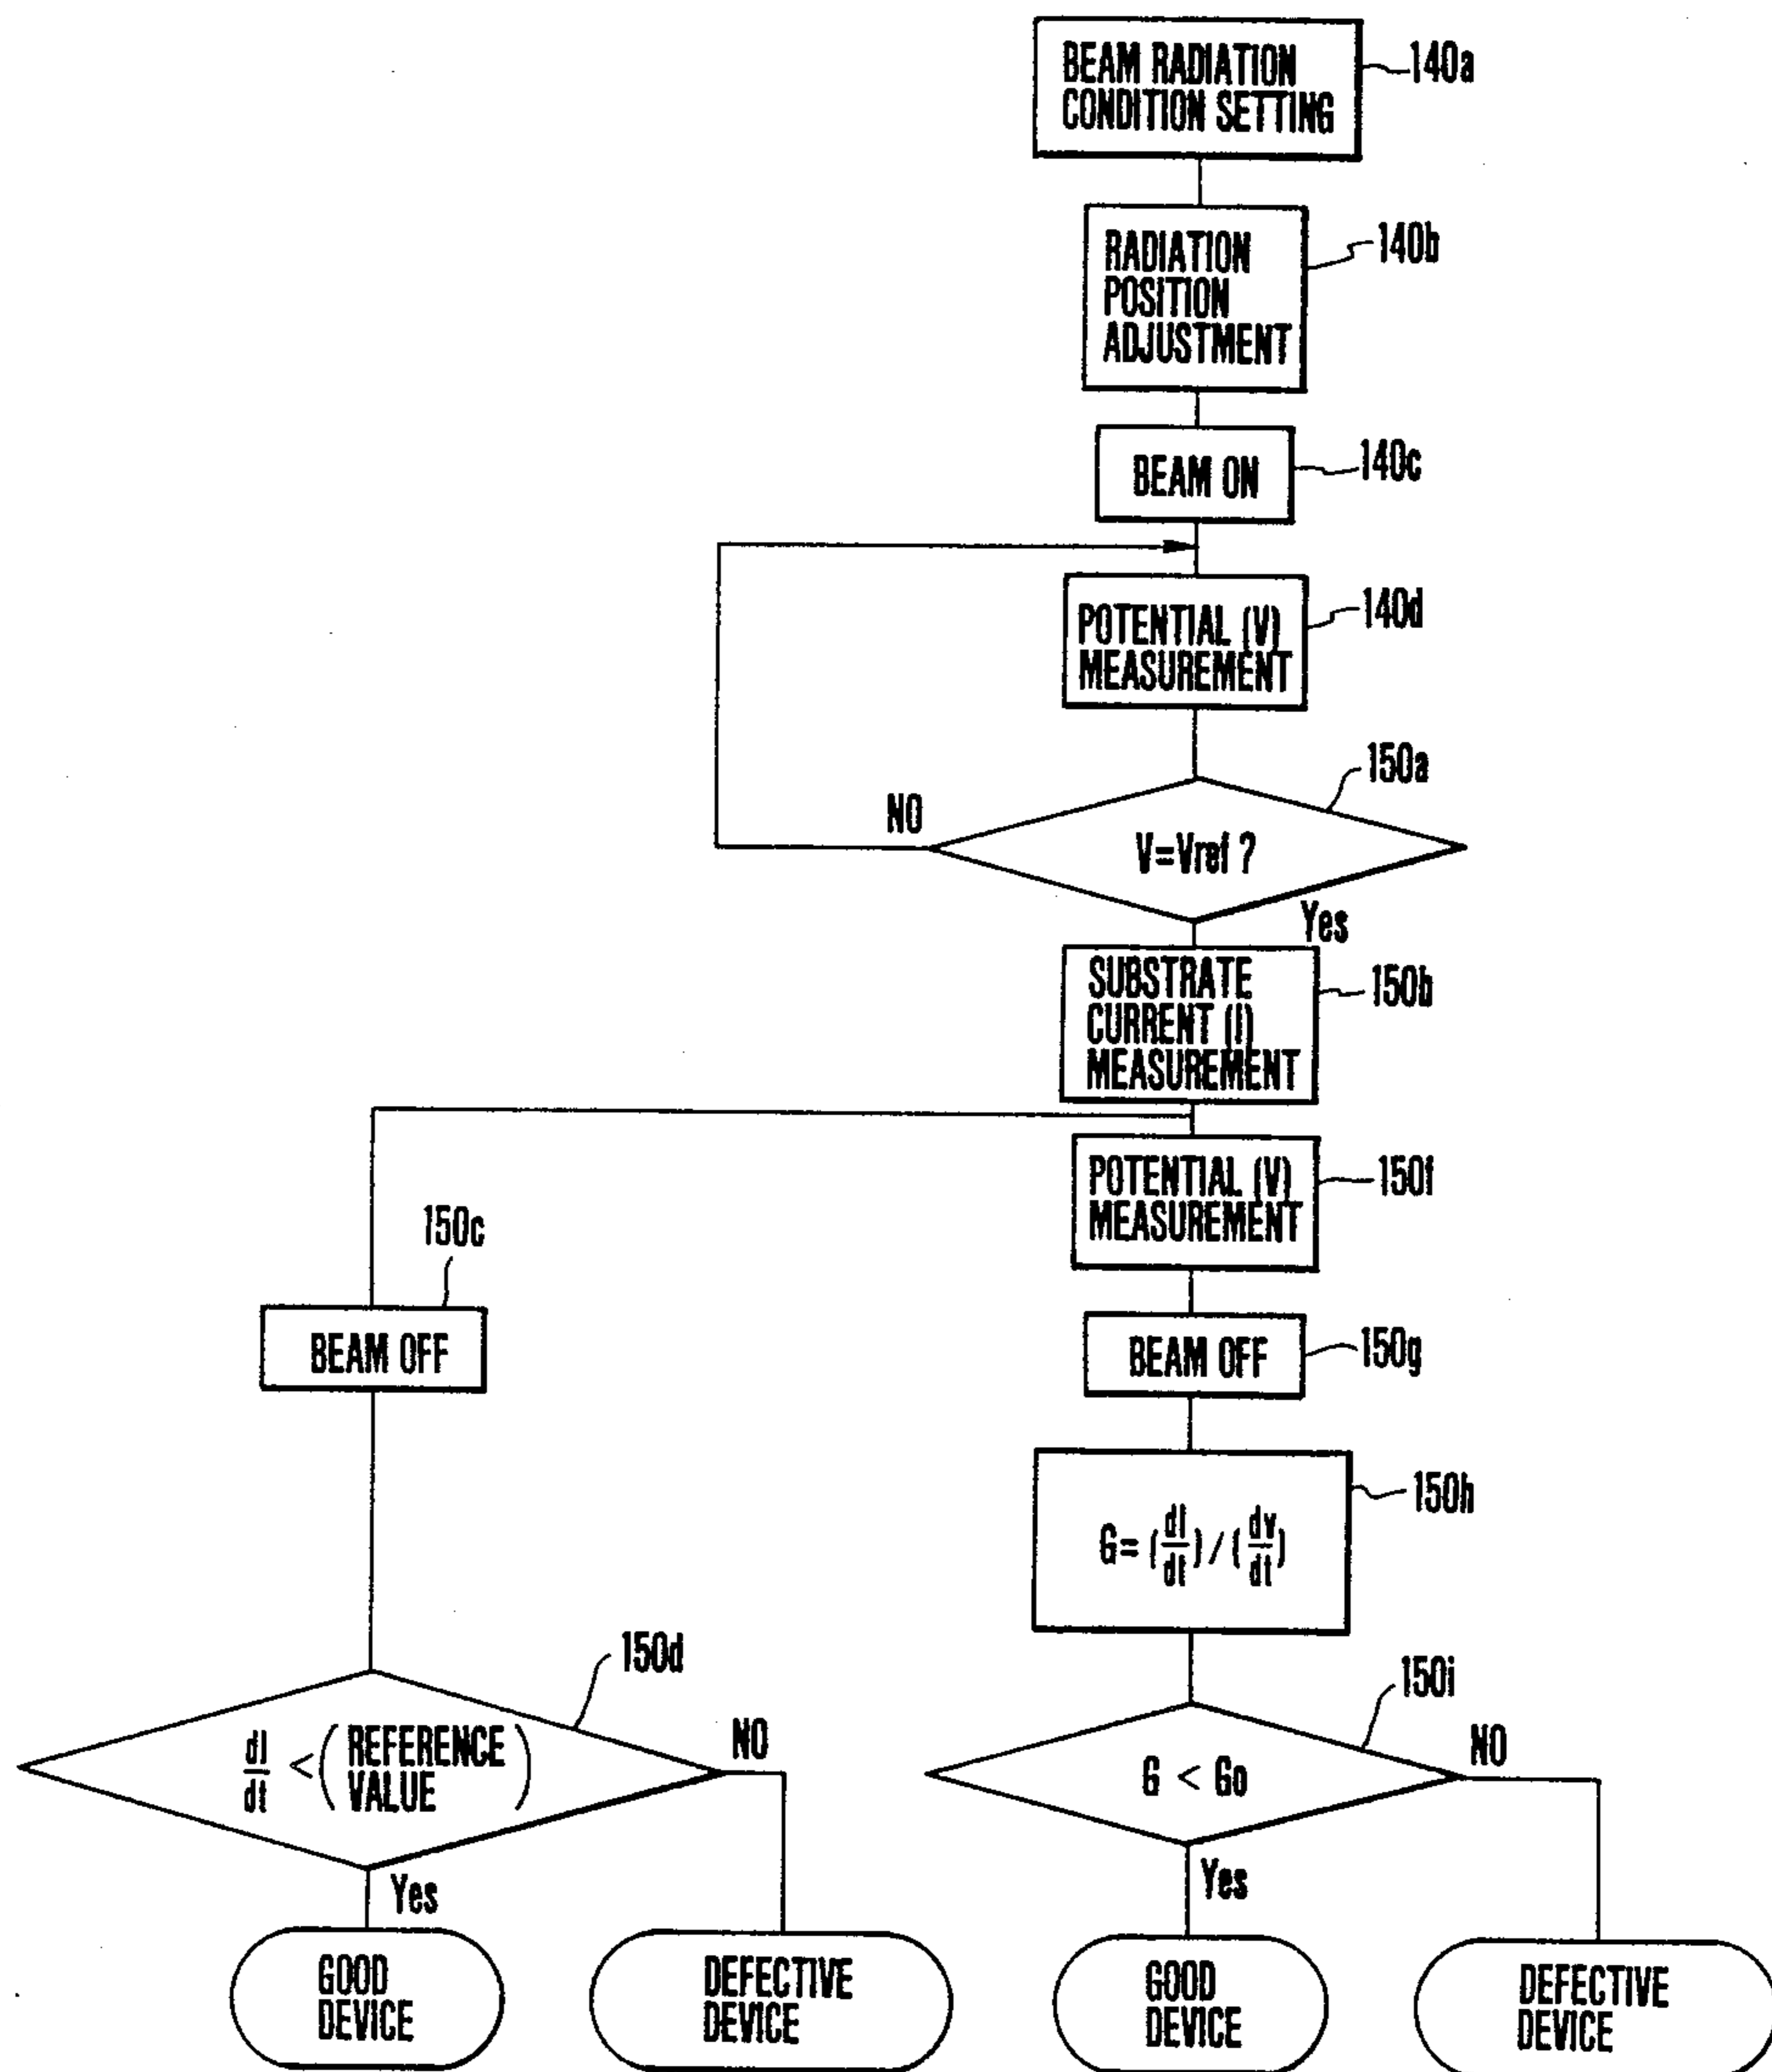 BEAM RADIATION
CONDITION SETTING
140a
RADIATION
POSITION
ADJUSTMENT
140b
BEAM ON
140c
POTENTIAL (V)
MEASUREMENT
140d
150a
NO
V=Vref ?
Yes
SUBSTRATE
CURRENT (I)
MEASUREMENT
150b
POTENTIAL (V)
MEASUREMENT
150f
150c
BEAM OFF
BEAM OFF
150g
G=(dI/dt)/(dv/dt)
150h
150d
dI/dt < (REFERENCE
VALUE)
NO
Yes
150i
G < Go
NO
Yes
GOOD
DEVICE
DEFECTIVE
DEVICE
GOOD
DEVICE
DEFECTIVE
DEVICE